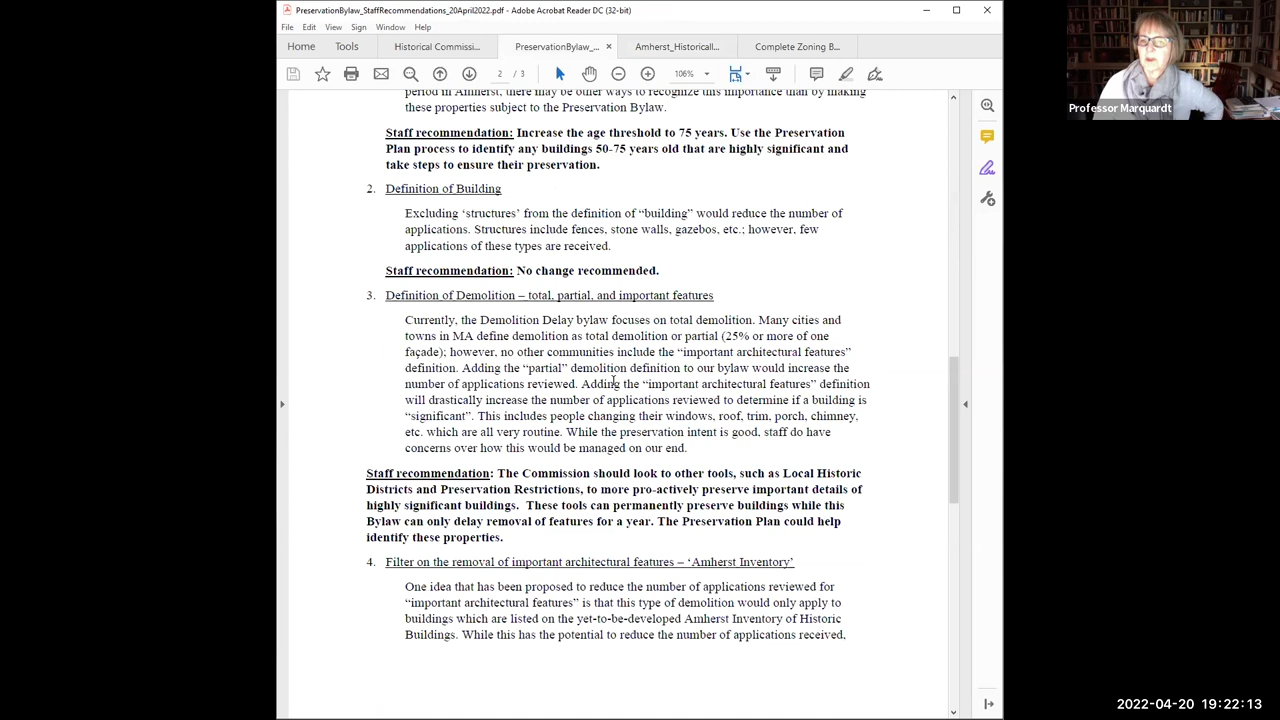 PreservationBylaw_StaffRecommendations_20April2022.pdf - Adobe Acrobat Reader DC (32-bit)
File Edit View Sign Window Help
Home Tools Historical Commissi... PreservationBylaw_... × Amherst_Historicall... Complete Zoning B...
2 / 3 106%
period in Amherst, there may be other ways to recognize this importance than by making
these properties subject to the Preservation Bylaw.
Staff recommendation: Increase the age threshold to 75 years. Use the Preservation
Plan process to identify any buildings 50-75 years old that are highly significant and
take steps to ensure their preservation.
2. Definition of Building
Excluding ‘structures’ from the definition of “building” would reduce the number of
applications. Structures include fences, stone walls, gazebos, etc.; however, few
applications of these types are received.
Staff recommendation: No change recommended.
3. Definition of Demolition – total, partial, and important features
Currently, the Demolition Delay bylaw focuses on total demolition. Many cities and
towns in MA define demolition as total demolition or partial (25% or more of one
façade); however, no other communities include the “important architectural features”
definition. Adding the “partial” demolition definition to our bylaw would increase the
number of applications reviewed. Adding the “important architectural features” definition
will drastically increase the number of applications reviewed to determine if a building is
“significant”. This includes people changing their windows, roof, trim, porch, chimney,
etc. which are all very routine. While the preservation intent is good, staff do have
concerns over how this would be managed on our end.
Staff recommendation: The Commission should look to other tools, such as Local Historic
Districts and Preservation Restrictions, to more pro-actively preserve important details of
highly significant buildings. These tools can permanently preserve buildings while this
Bylaw can only delay removal of features for a year. The Preservation Plan could help
identify these properties.
4. Filter on the removal of important architectural features – ‘Amherst Inventory’
One idea that has been proposed to reduce the number of applications reviewed for
“important architectural features” is that this type of demolition would only apply to
buildings which are listed on the yet-to-be-developed Amherst Inventory of Historic
Buildings. While this has the potential to reduce the number of applications received,
Professor Marquardt
2022-04-20 19:22:13